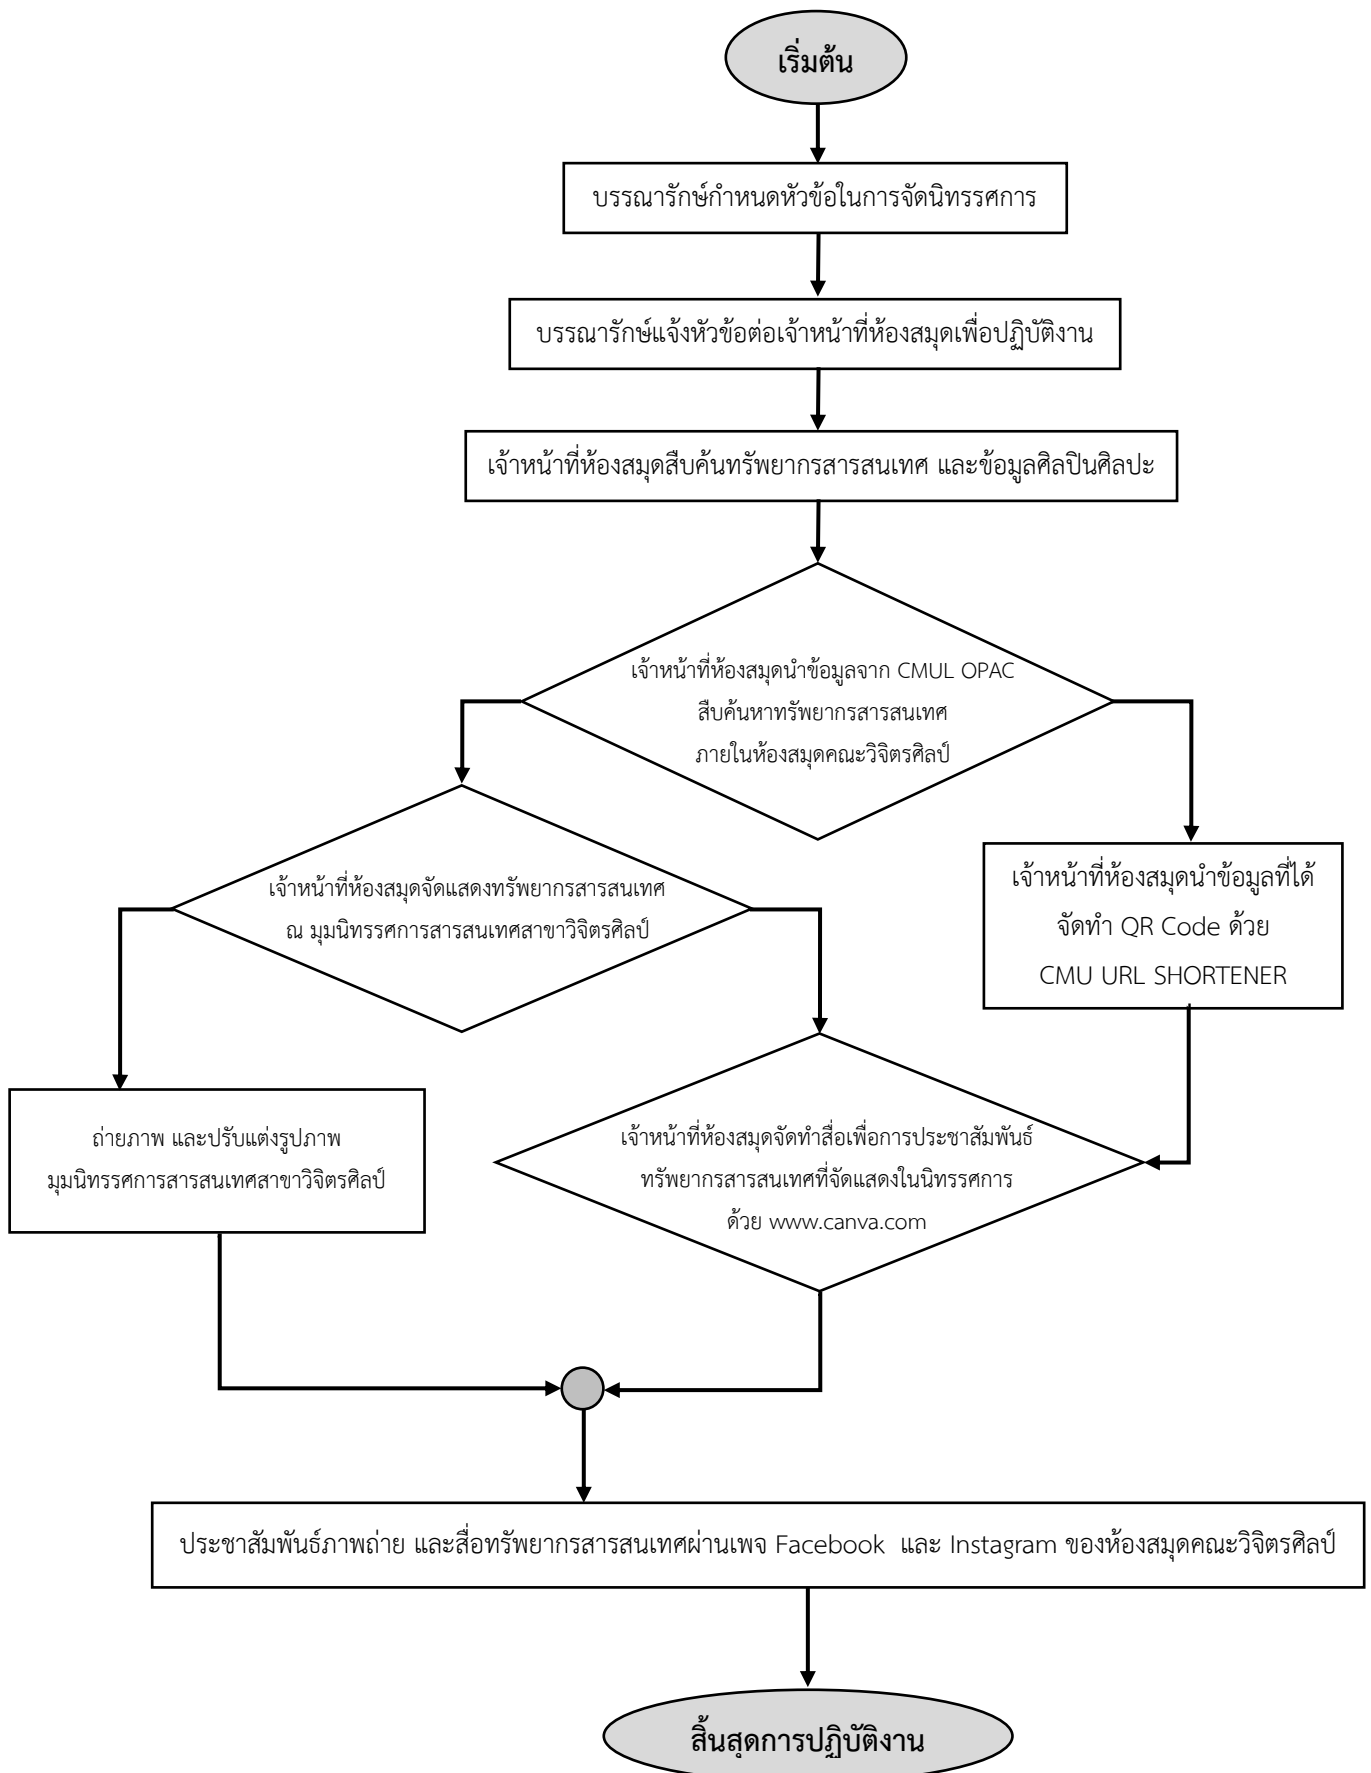 เริ่มต้น
บรรณารักษ์กำหนดหัวข้อในการจัดนิทรรศการ
บรรณารักษ์แจ้งหัวข้อต่อเจ้าหน้าที่ห้องสมุดเพื่อปฏิบัติงาน
เจ้าหน้าที่ห้องสมุดสืบค้นทรัพยากรสารสนเทศ และข้อมูลศิลปินศิลปะ
เจ้าหน้าที่ห้องสมุดนำข้อมูลจาก CMUL OPAC
สืบค้นหาทรัพยากรสารสนเทศ
ภายในห้องสมุดคณะวิจิตรศิลป์
เจ้าหน้าที่ห้องสมุดจัดแสดงทรัพยากรสารสนเทศ
ณ มุมนิทรรศการสารสนเทศสาขาวิจิตรศิลป์
เจ้าหน้าที่ห้องสมุดนำข้อมูลที่ได้
จัดทำ QR Code ด้วย
CMU URL SHORTENER
ถ่ายภาพ และปรับแต่งรูปภาพ
มุมนิทรรศการสารสนเทศสาขาวิจิตรศิลป์
เจ้าหน้าที่ห้องสมุดจัดทำสื่อเพื่อการประชาสัมพันธ์
ทรัพยากรสารสนเทศที่จัดแสดงในนิทรรศการ
ด้วย www.canva.com
ประชาสัมพันธ์ภาพถ่าย และสื่อทรัพยากรสารสนเทศผ่านเพจ Facebook และ Instagram ของห้องสมุดคณะวิจิตรศิลป์
สิ้นสุดการปฏิบัติงาน